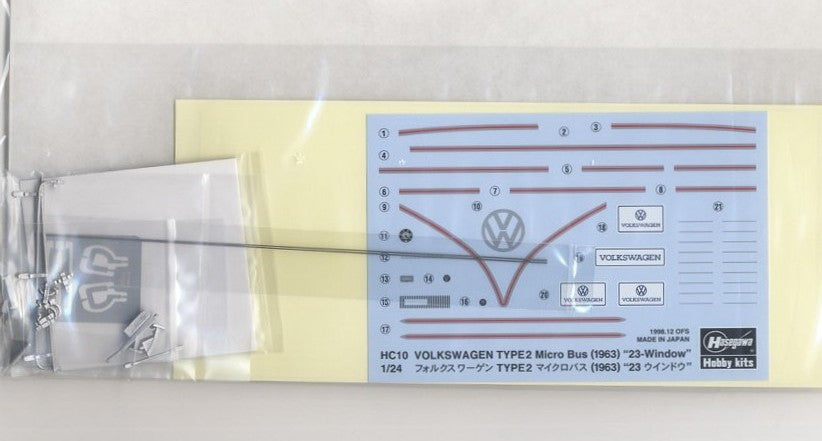 ① ② ③
④
⑤
⑥ ⑦ ⑧
⑨ ⑩ ㉑
⑪ ⑱
VOLKSWAGEN
⑫ ⑲ VOLKSWAGEN
⑬ ⑭
⑮ ⑯ ⑳ VOLKSWAGEN VOLKSWAGEN
⑰
1998.12 OFS
MADE IN JAPAN
Hasegawa
Hobby kits
HC10 VOLKSWAGEN TYPE2 Micro Bus (1963) "23-Window"
1/24 フォルクスワーゲン TYPE2 マイクロバス (1963) "23 ウインドウ"